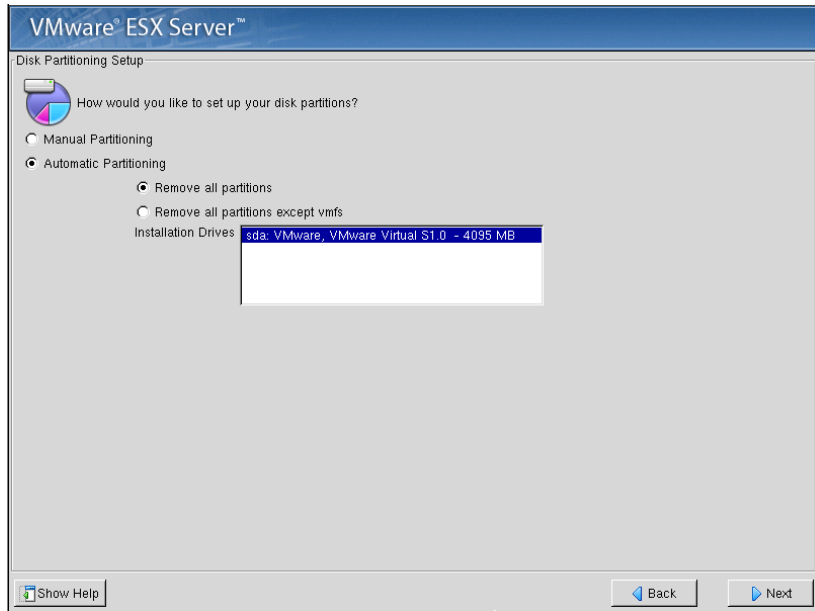 VMware® ESX Server™
Disk Partitioning Setup
How would you like to set up your disk partitions?
Manual Partitioning
Automatic Partitioning
Remove all partitions
Remove all partitions except vmfs
Installation Drives
sda: VMware, VMware Virtual S1.0 - 4095 MB
Show Help
Back
Next